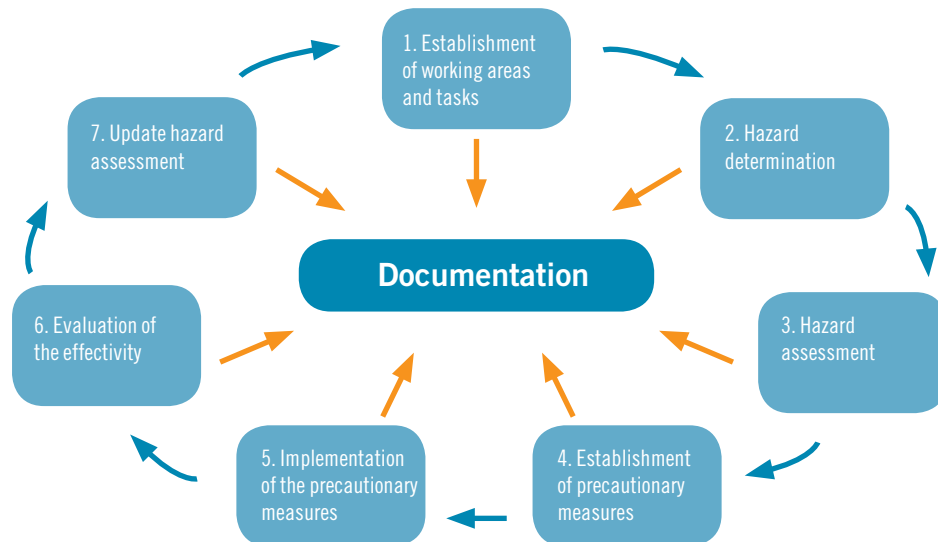 1. Establishment
of working areas
and tasks
2. Hazard
determination
3. Hazard
assessment
4. Establishment
of precautionary
measures
5. Implementation
of the precautionary
measures
6. Evaluation of
the effectivity
7. Update hazard
assessment
Documentation